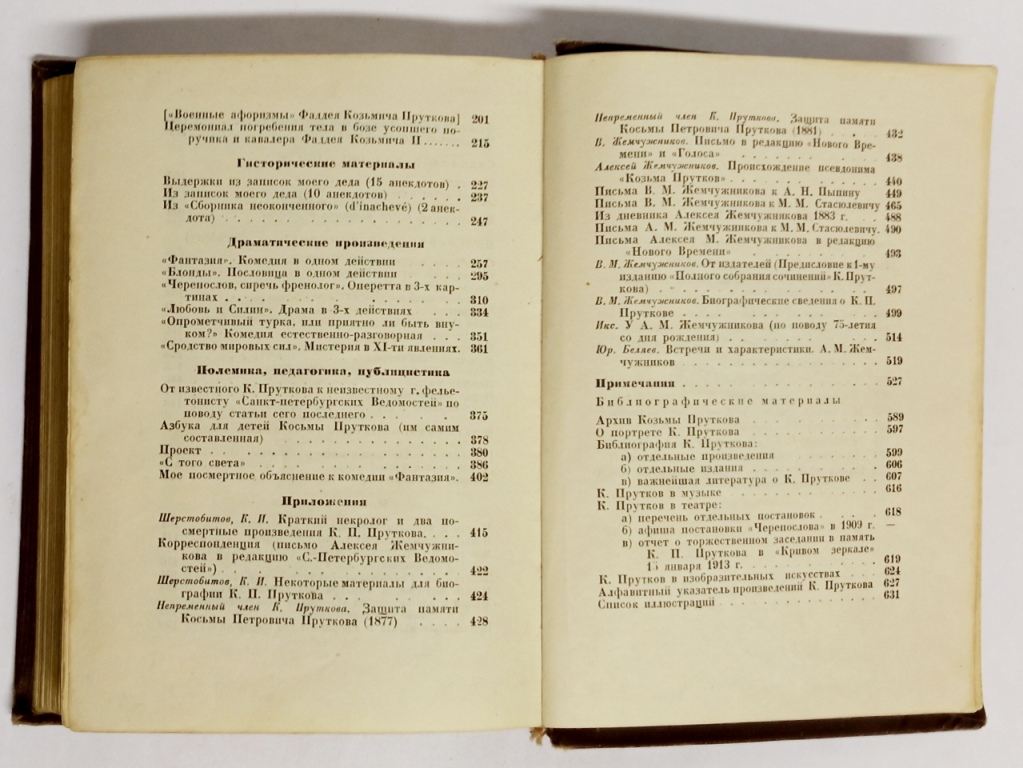 [«Военные афоризмы» Фаддея Козьмича Пруткова] 201
Церемониал погребения тела в бозе усопшего по-
ручика и кавалера Фаддея Козьмича П ...... 215
Гисторические материалы
Выдержки из записок моего деда (15 анекдотов) . 227
Из записок моего деда (10 анекдотов) . . . . . . 237
Из «Сборника неоконченного» (d'inachevé) (2 анек-
дота) . . . . . . . . . . . . . . 247
Драматические произведения
«Фантазия». Комедия в одном действии . . . . 257
«Блонды». Пословица в одном действии . . . . 295
«Черепослов, сиречь френолог». Оперетта в 3-х кар-
тинах . . . . . . . . . . . . . 310
«Любовь и Силин». Драма в 3-х действиях . . . 334
«Опрометчивый турка, или приятно ли быть вну-
ком?» Комедия естественно-разговорная . . . 351
«Сродство мировых сил». Мистерия в XI-ти явлениях. 361
Полемика, педагогика, публицистика
От известного К. Пруткова к неизвестному г. фелье-
тонисту «Санкт-петербургских Ведомостей» по
поводу статьи сего последнего . . . . . . . 375
Азбука для детей Косьмы Пруткова (им самим
составленная) . . . . . . . . . . . . 378
Проект . . . . . . . . . . . . . . . 380
«С того света» . . . . . . . . . . . . . 386
Мое посмертное объяснение к комедии «Фантазия». 402
Приложения
Шерстобитов, К. И. Краткий некролог и два по-
смертные произведения К. П. Пруткова. . . . 415
Корреспонденция (письмо Алексея Жемчужни-
кова в редакцию «С.-Петербургских Ведомо-
стей») . . . . . . . . . . . . . . 422
Шерстобитов, К. И. Некоторые материалы для био-
графии К. П. Пруткова . . . . . . . . 424
Непременный член К. Пруткова. Защита памяти
Косьмы Петровича Пруткова (1877) . . . . 428
Непременный член К. Пруткова. Защита памяти
Косьмы Петровича Пруткова (1881) . . . . 432
В. Жемчужников. Письмо в редакцию «Нового Вре-
мени» и «Голоса» . . . . . . . . . . 438
Алексей Жемчужников. Происхождение псевдонима
«Козьма Прутков» . . . . . . . . . . 440
Письма В. М. Жемчужникова к А. Н. Пыпину 449
Письма В. М. Жемчужникова к М. М. Стасюлевичу 465
Из дневника Алексея Жемчужникова 1883 г. . . 488
Письма А. М. Жемчужникова к М. М. Стасюлевичу. 490
Письма Алексея М. Жемчужникова в редакцию
«Нового Времени» . . . . . . . . . . 493
В. М. Жемчужников. От издателей (Предисловие к 1-му
изданию «Полного собрания сочинений» К. Прут-
кова) . . . . . . . . . . . . . . 497
В. М. Жемчужников. Биографические сведения о К. П.
Пруткове . . . . . . . . . . . . . 499
Икс. У А. М. Жемчужникова (по поводу 75-летия
со дня рождения) . . . . . . . . . . 514
Юр. Беляев. Встречи и характеристики. А. М. Жем-
чужников . . . . . . . . . . . . . 519
Примечания . . . . . . . . . . . . . . 527
Библиографические материалы
Архив Козьмы Пруткова . . . . . . . . . 589
О портрете К. Пруткова . . . . . . . . . 597
Библиография К. Пруткова:
а) отдельные произведения . . . . . . . 599
б) отдельные издания . . . . . . . . . 606
в) важнейшая литература о К. Пруткове . . 607
К. Прутков в музыке . . . . . . . . . . 616
К. Прутков в театре:
а) перечень отдельных постановок . . . . 618
б) афиша постановки «Черепослова» в 1909 г. —
в) отчет о торжественном заседании в память
К. П. Пруткова в «Кривом зеркале»
15 января 1913 г. . . . . . . . . . . 619
К. Прутков в изобразительных искусствах . . . 624
Алфавитный указатель произведений К. Пруткова 627
Список иллюстраций . . . . . . . . . . . 631